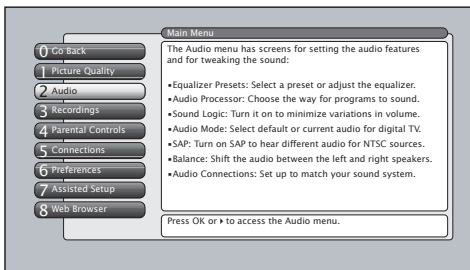 Main Menu
0 Go Back
1 Picture Quality
2 Audio
3 Recordings
4 Parental Controls
5 Connections
6 Preferences
7 Assisted Setup
8 Web Browser
The Audio menu has screens for setting the audio features
and for tweaking the sound:
▪Equalizer Presets: Select a preset or adjust the equalizer.
▪Audio Processor: Choose the way for programs to sound.
▪Sound Logic: Turn it on to minimize variations in volume.
▪Audio Mode: Select default or current audio for digital TV.
▪SAP: Turn on SAP to hear different audio for NTSC sources.
▪Balance: Shift the audio between the left and right speakers.
▪Audio Connections: Set up to match your sound system.
Press OK or ▸ to access the Audio menu.